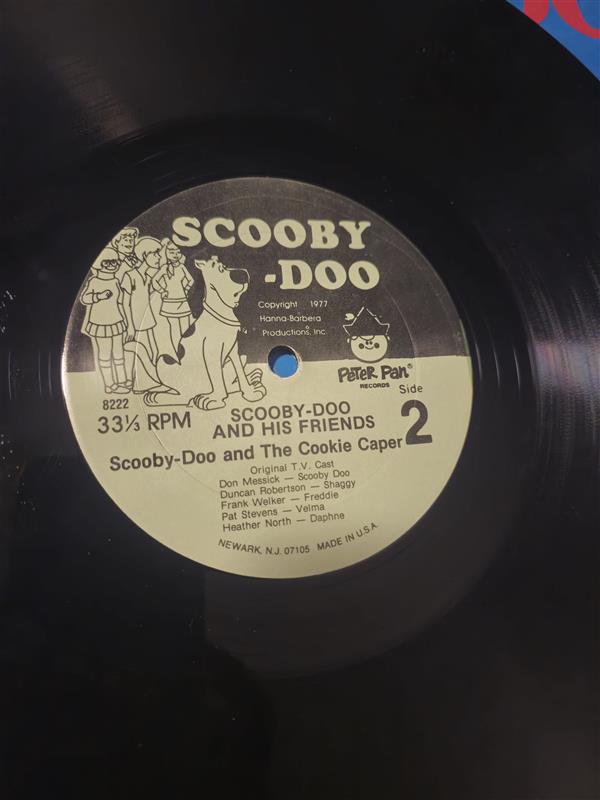 SCOOBY
-DOO
Copyright 1977
Hanna-Barbera
Productions, Inc.
PETER PAN®
RECORDS
8222
33⅓ RPM
SCOOBY-DOO
AND HIS FRIENDS
Side
2
Scooby-Doo and The Cookie Caper
Original T.V. Cast
Don Messick — Scooby Doo
Duncan Robertson — Shaggy
Frank Welker — Freddie
Pat Stevens — Velma
Heather North — Daphne
NEWARK, N.J. 07105 MADE IN U.S.A.